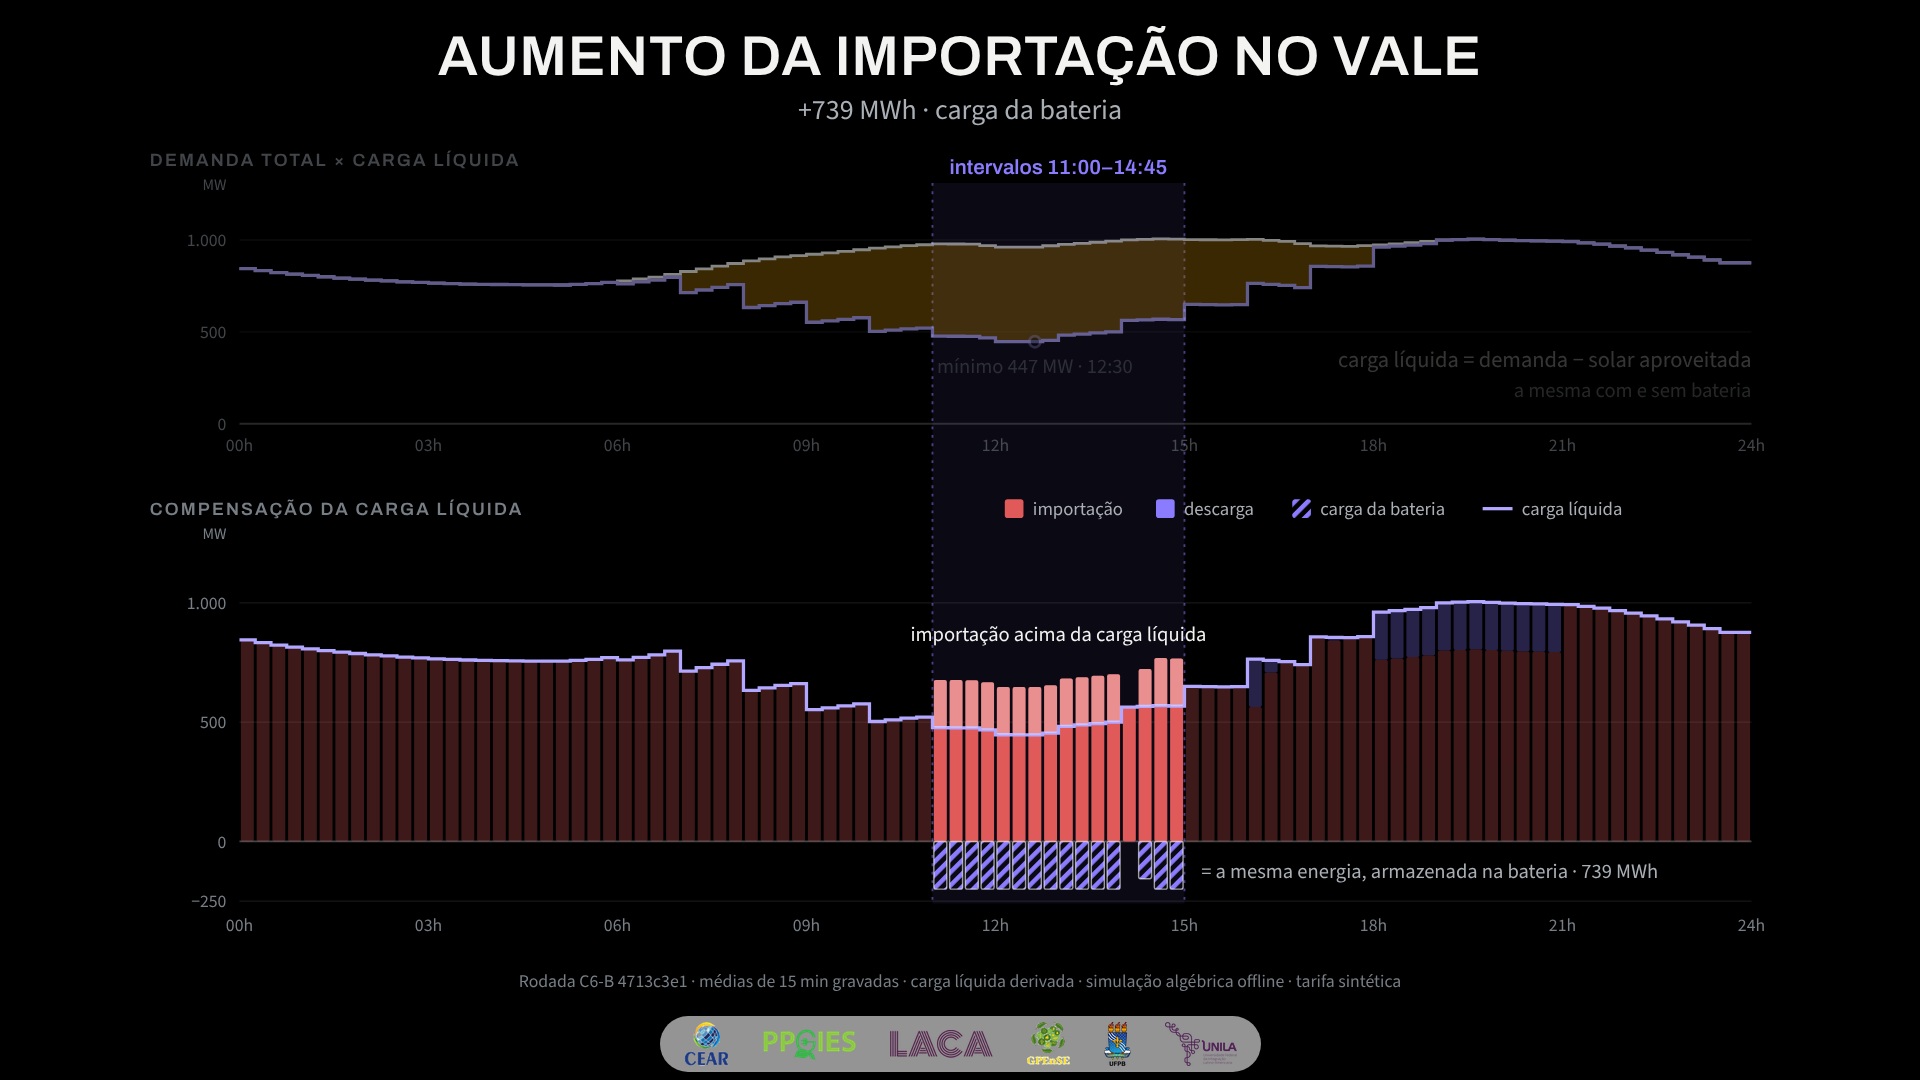 AUMENTO DA IMPORTAÇÃO NO VALE
+739 MWh · carga da bateria
DEMANDA TOTAL × CARGA LÍQUIDA
intervalos 11:00–14:45
MW
1.000
500
0
mínimo 447 MW · 12:30
carga líquida = demanda − solar aproveitada
a mesma com e sem bateria
00h 03h 06h 09h 12h 15h 18h 21h 24h
COMPENSAÇÃO DA CARGA LÍQUIDA
importação descarga carga da bateria carga líquida
MW
1.000
importação acima da carga líquida
500
0
= a mesma energia, armazenada na bateria · 739 MWh
−250
00h 03h 06h 09h 12h 15h 18h 21h 24h
Rodada C6-B 4713c3e1 · médias de 15 min gravadas · carga líquida derivada · simulação algébrica offline · tarifa sintética
CEAR PPGIES LACA GPEnSE UFPB UNILA